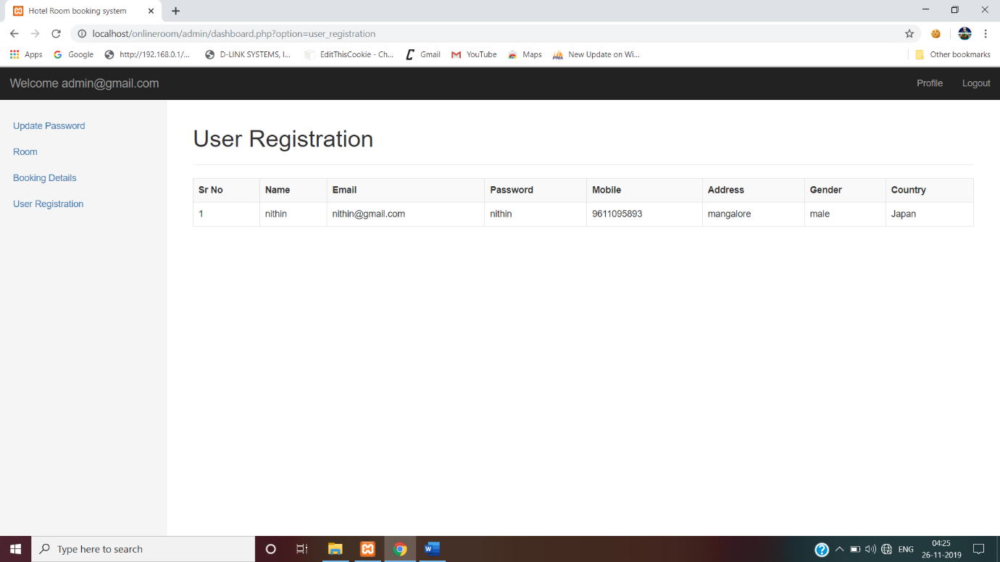 Hotel Room booking system
localhost/onlineroom/admin/dashboard.php?option=user_registration
Apps Google http://192.168.0.1/... D-LINK SYSTEMS, I... EditThisCookie - Ch... Gmail YouTube Maps New Update on Wi... Other bookmarks
Welcome admin@gmail.com Profile Logout
Update Password
Room
Booking Details
User Registration
User Registration
Sr No Name Email Password Mobile Address Gender Country
1 nithin nithin@gmail.com nithin 9611095893 mangalore male Japan
Type here to search
ENG
04:25
26-11-2019